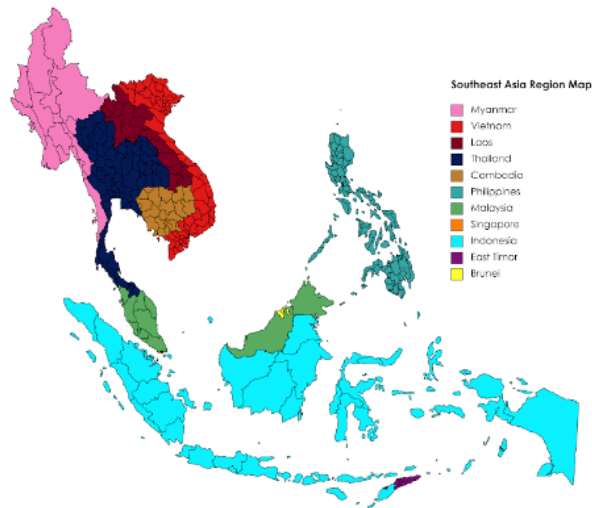 Southeast Asia Region Map
Myanmar
Vietnam
Laos
Thailand
Cambodia
Philippines
Malaysia
Singapore
Indonesia
East Timor
Brunei